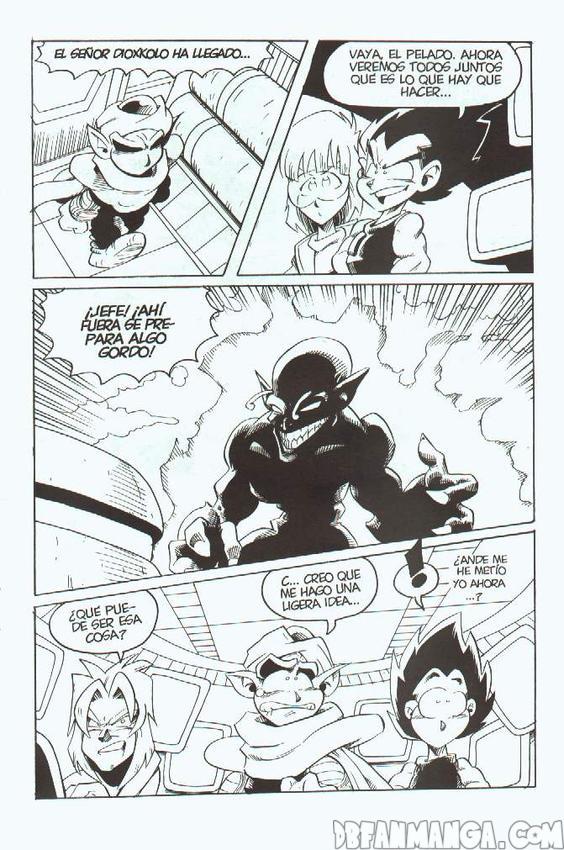 EL SEÑOR DIOXKOLO HA LLEGADO...
VAYA, EL PELADO. AHORA
VEREMOS TODOS JUNTOS
QUE ES LO QUE HAY QUE
HACER...
¡JEFE! ¡AHÍ
FUERA SE PRE-
PARA ALGO
GORDO!
¿QUE PUE-
DE SER ESA
COSA?
C... CREO QUE
ME HAGO UNA
LIGERA IDEA...
!
¿ANDE ME
HE METÍO
YO AHORA
...?
DBFANMANGA.COM